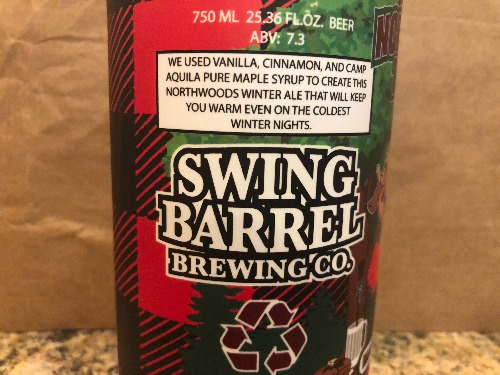 750 ML 25.36 FL.OZ. BEER
ABV: 7.3
WE USED VANILLA, CINNAMON, AND CAMP
AQUILA PURE MAPLE SYRUP TO CREATE THIS
NORTHWOODS WINTER ALE THAT WILL KEEP
YOU WARM EVEN ON THE COLDEST
WINTER NIGHTS.
SWING
BARREL
BREWING CO.